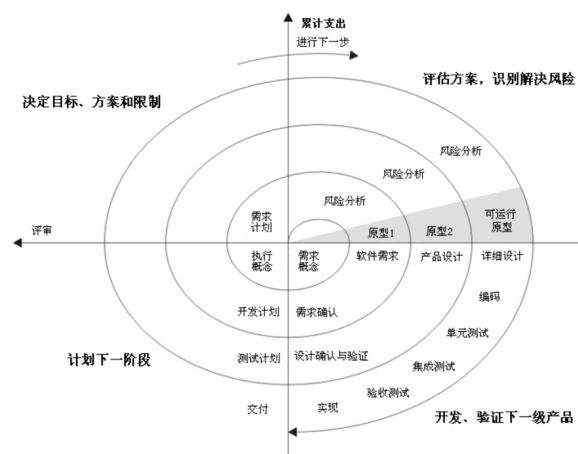 累计支出
进行下一步
决定目标、方案和限制
评估方案，识别解决风险
风险分析
风险分析
风险分析
需求
计划
可运行
原型
原型1
原型2
评审
执行
概念
需求
概念
软件需求
产品设计
详细设计
编码
开发计划
需求确认
单元测试
计划下一阶段
测试计划
设计确认与验证
集成测试
验收测试
交付
实现
开发、验证下一级产品